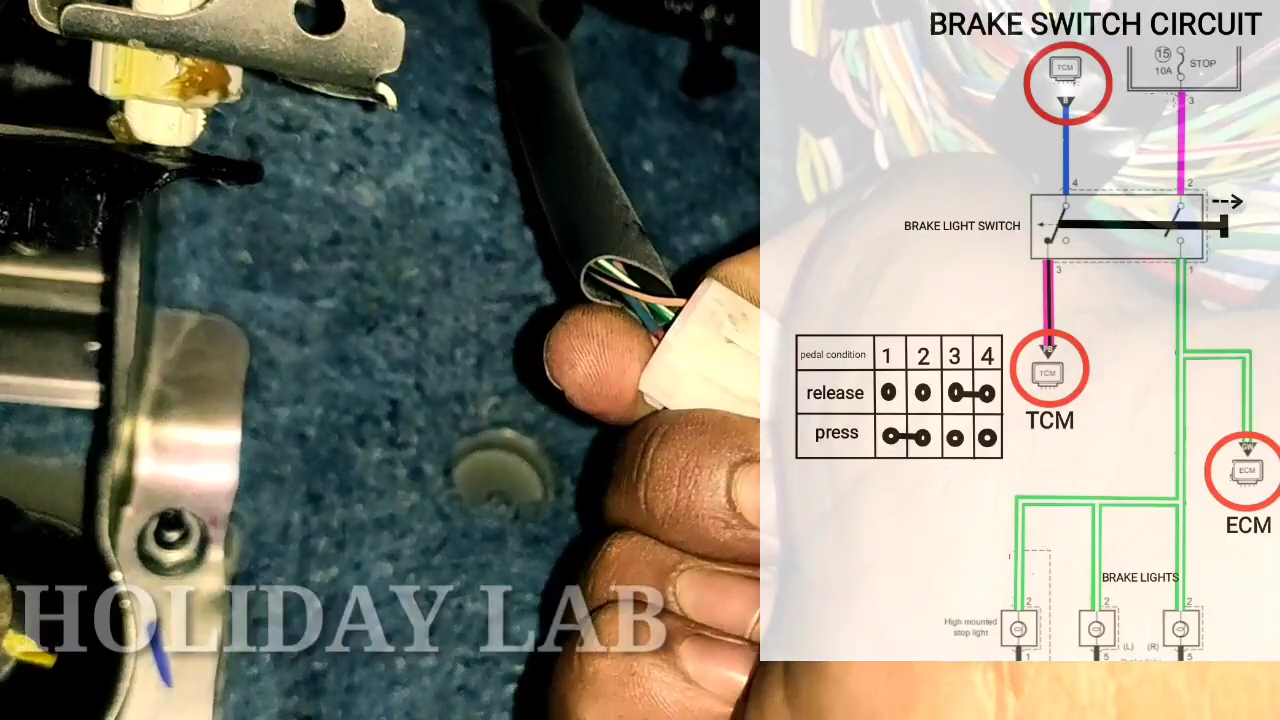 BRAKE SWITCH CIRCUIT
TCM
B
15
10A
STOP
3
4
2
BRAKE LIGHT SWITCH
3
1
PB
TCM
TCM
pedal condition 1 2 3 4
release
press
ECM
ECM
BRAKE LIGHTS
High mounted
stop light
2
2
2
(L)
(R)
1
5
5
HOLIDAY LAB